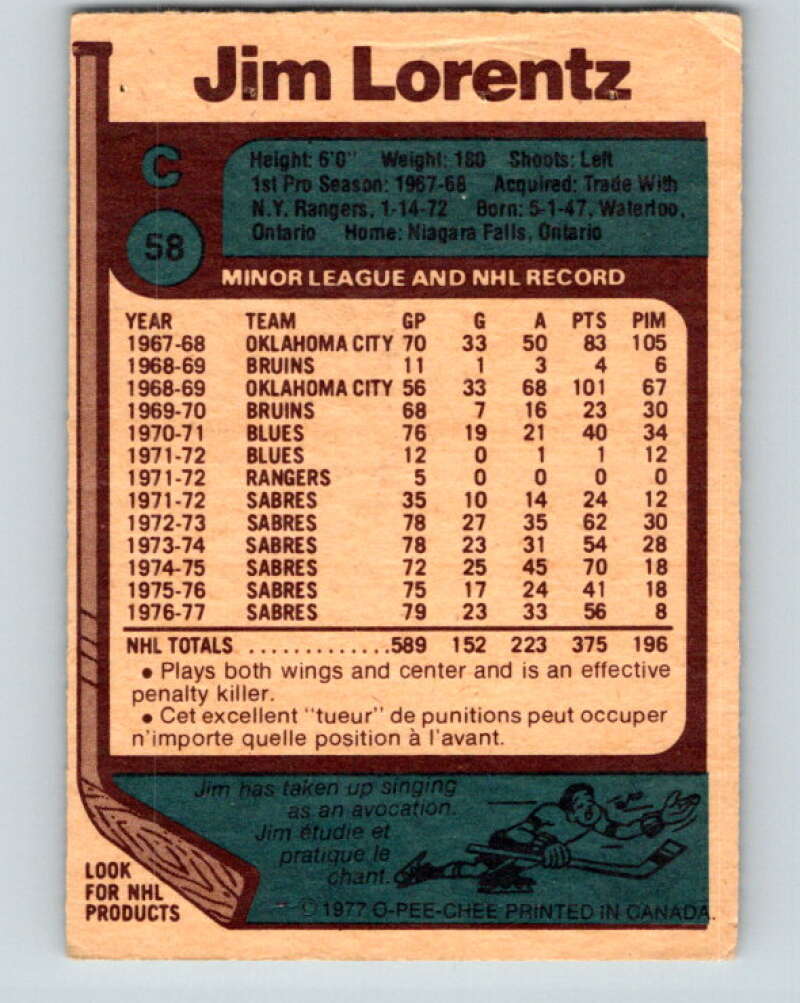 Jim Lorentz
C
Height: 6'0" Weight: 180 Shoots: Left
1st Pro Season: 1967-68 Acquired: Trade With
N.Y. Rangers, 1-14-72 Born: 5-1-47, Waterloo,
Ontario Home: Niagara Falls, Ontario
58
MINOR LEAGUE AND NHL RECORD
YEAR TEAM GP G A PTS PIM
1967-68 OKLAHOMA CITY 70 33 50 83 105
1968-69 BRUINS 11 1 3 4 6
1968-69 OKLAHOMA CITY 56 33 68 101 67
1969-70 BRUINS 68 7 16 23 30
1970-71 BLUES 76 19 21 40 34
1971-72 BLUES 12 0 1 1 12
1971-72 RANGERS 5 0 0 0 0
1971-72 SABRES 35 10 14 24 12
1972-73 SABRES 78 27 35 62 30
1973-74 SABRES 78 23 31 54 28
1974-75 SABRES 72 25 45 70 18
1975-76 SABRES 75 17 24 41 18
1976-77 SABRES 79 23 33 56 8
NHL TOTALS .............589 152 223 375 196
• Plays both wings and center and is an effective
penalty killer.
• Cet excellent "tueur" de punitions peut occuper
n'importe quelle position à l'avant.
Jim has taken up singing
as an avocation.
Jim étudie et
pratique le
chant.
LOOK
FOR NHL
PRODUCTS
© 1977 O-PEE-CHEE PRINTED IN CANADA.